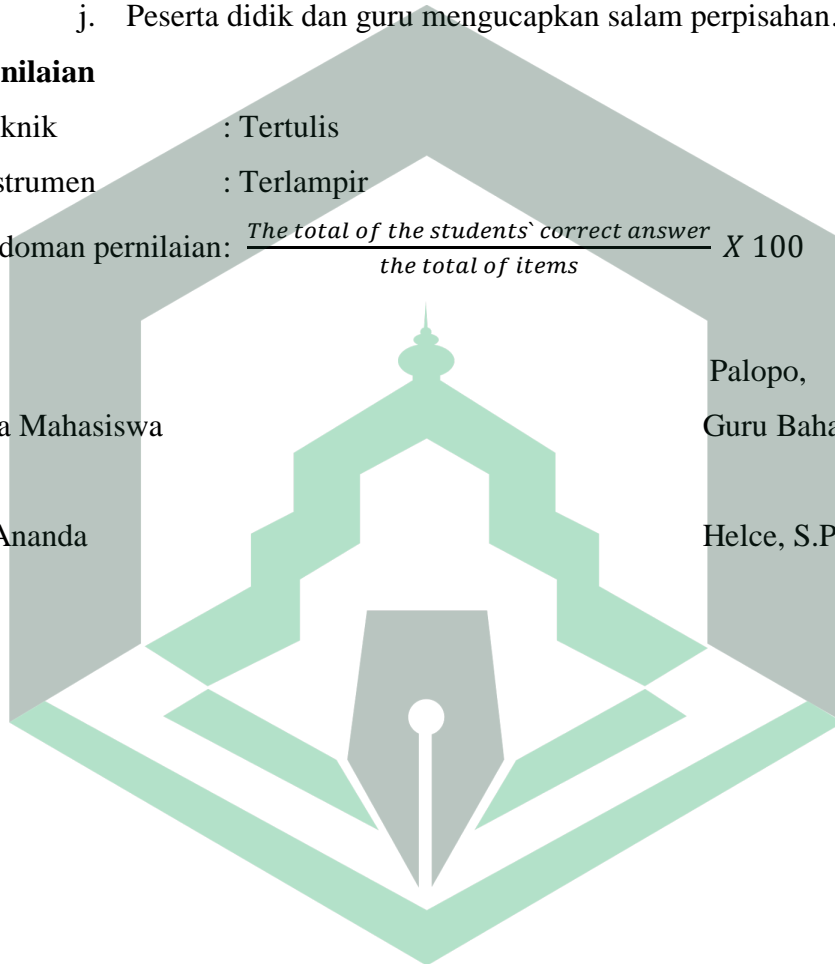 j. Peserta didik dan guru mengucapkan salam perpisahan.
nilaian
knik : Tertulis
strumen : Terlampir
doman pernilaian: The total of the students` correct answer / the total of items X 100
Palopo,
a Mahasiswa Guru Baha
Ananda Helce, S.P